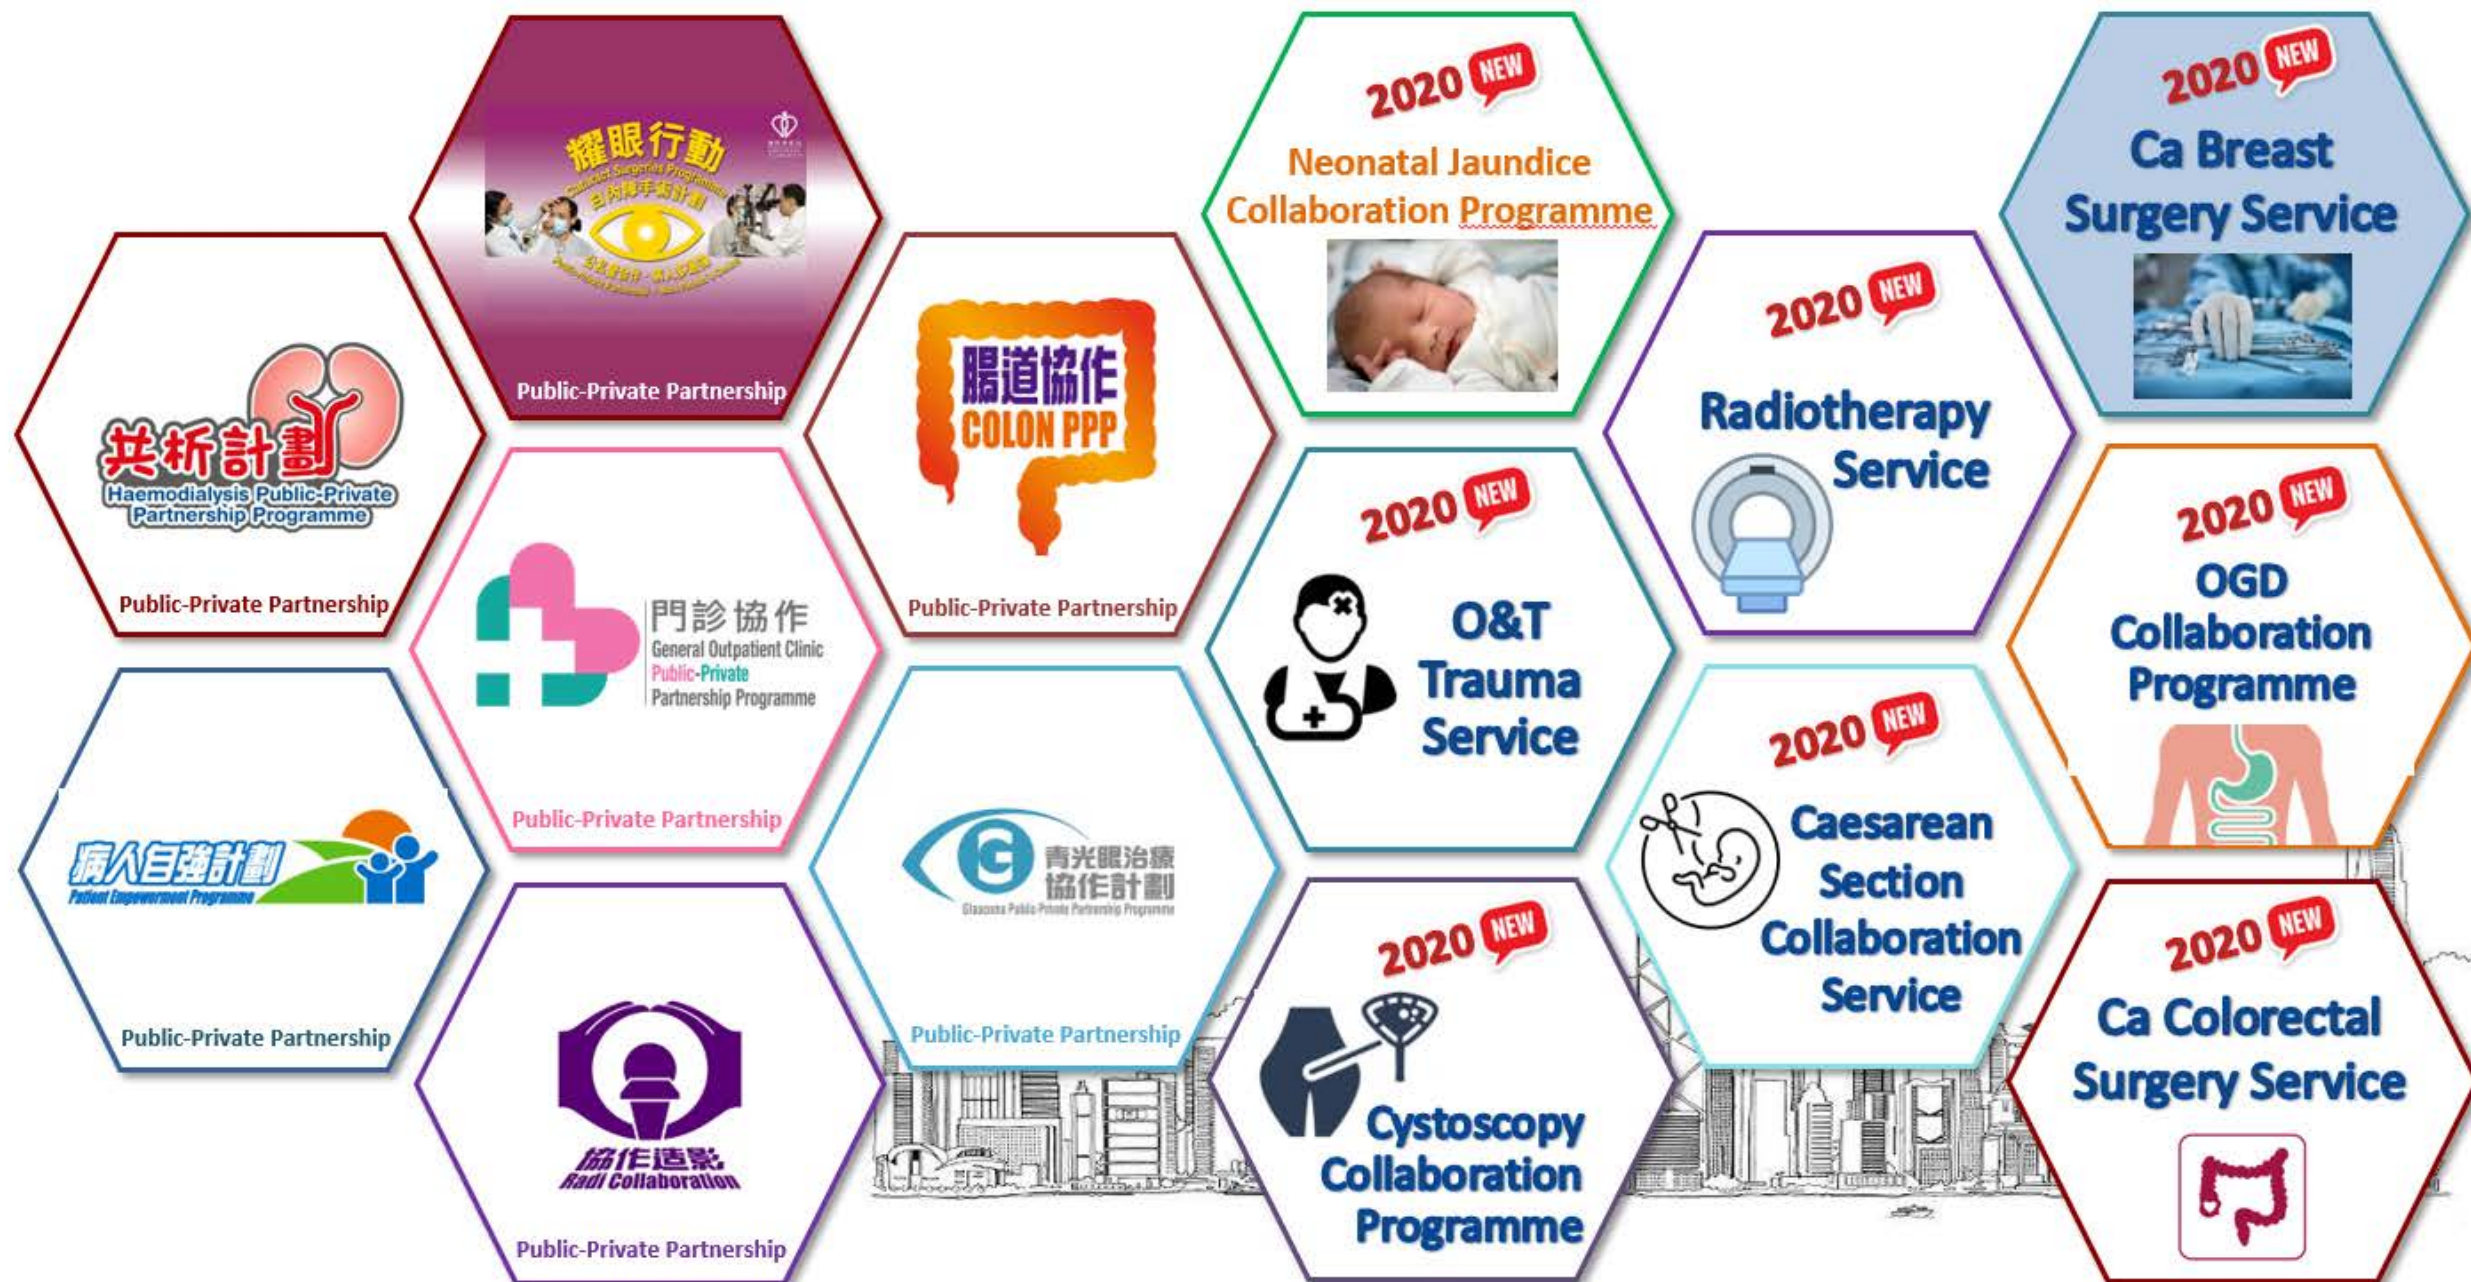 共析計劃
Haemodialysis Public-Private
Partnership Programme
Public-Private Partnership
病人自強計劃
Patient Empowerment Programme
Public-Private Partnership
耀眼行動
Cataract Surgeries Programme
白內障手術計劃
Public-Private Partnership
門診協作
General Outpatient Clinic
Public-Private
Partnership Programme
Public-Private Partnership
協作造影
Radi Collaboration
Public-Private Partnership
腸道協作
COLON PPP
Public-Private Partnership
G
青光眼治療
協作計劃
Glaucoma Public-Private Partnership Programme
Public-Private Partnership
2020 NEW
Neonatal Jaundice
Collaboration Programme
2020 NEW
O&T
Trauma
Service
2020 NEW
Cystoscopy
Collaboration
Programme
2020 NEW
Radiotherapy
Service
2020 NEW
Caesarean
Section
Collaboration
Service
2020 NEW
Ca Breast
Surgery Service
2020 NEW
OGD
Collaboration
Programme
2020 NEW
Ca Colorectal
Surgery Service